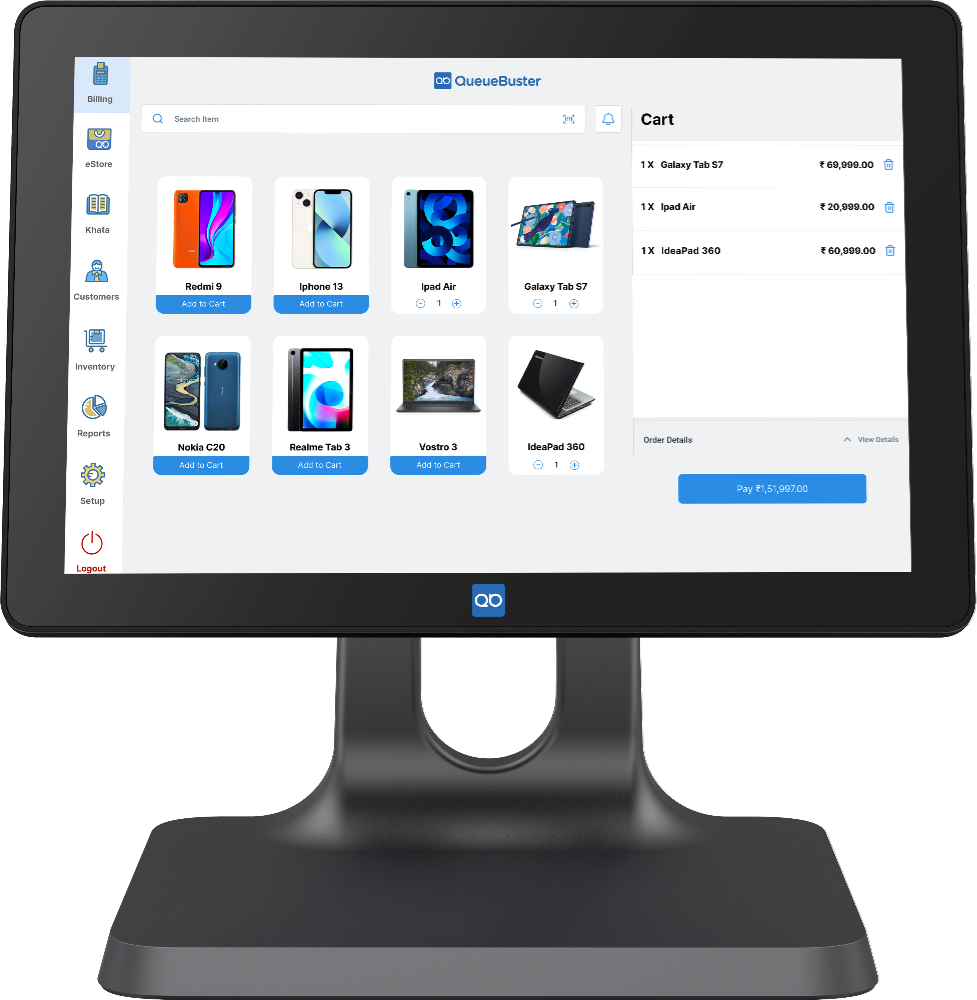 QueueBuster
Billing
eStore
Khata
Customers
Inventory
Reports
Setup
Logout
Search Item
Redmi 9
Add to Cart
Iphone 13
Add to Cart
Ipad Air
1
Galaxy Tab S7
1
Nokia C20
Add to Cart
Realme Tab 3
Add to Cart
Vostro 3
Add to Cart
IdeaPad 360
1
Cart
1 X Galaxy Tab S7 ₹ 69,999.00
1 X Ipad Air ₹ 20,999.00
1 X IdeaPad 360 ₹ 60,999.00
Order Details View Details
Pay ₹1,51,997.00